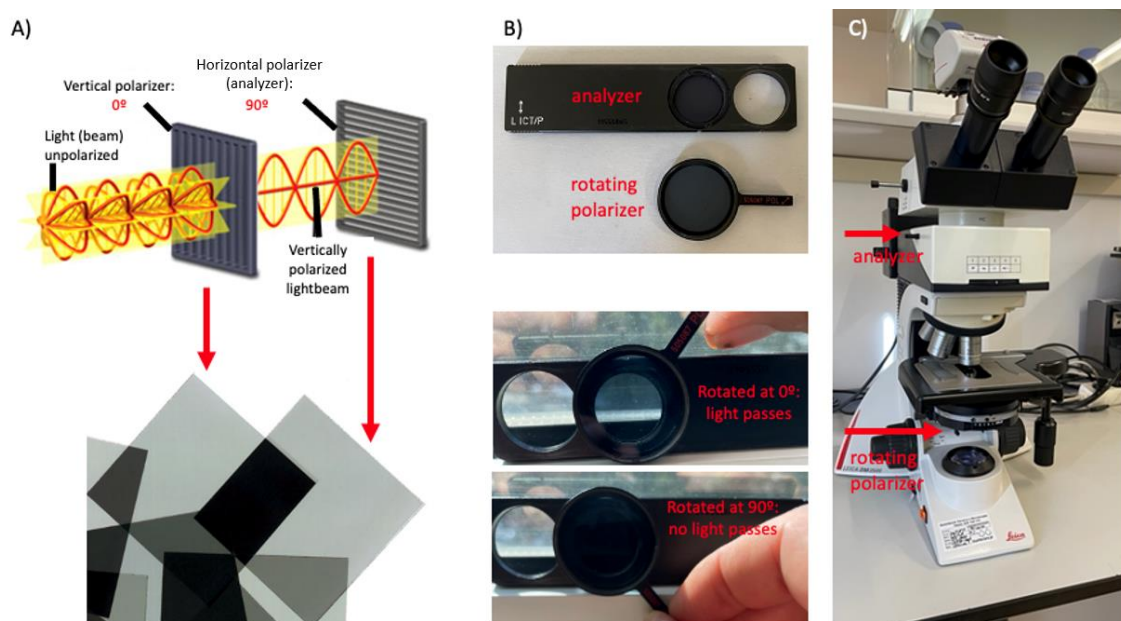 A)
Vertical polarizer:
0º
Horizontal polarizer
(analyzer):
90º
Light (beam)
unpolarized
Vertically
polarized
lightbeam
B)
analyzer
L ICT/P
rotating
polarizer
Rotated at 0º:
light passes
Rotated at 90º:
no light passes
C)
analyzer
rotating
polarizer
Leica